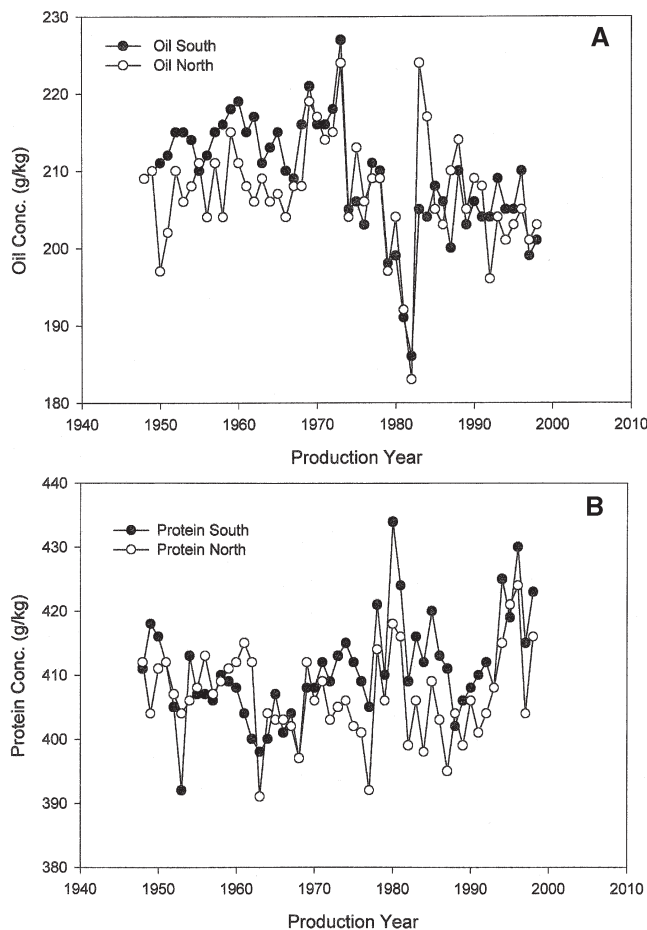 230
A
Oil South
Oil North
220
210
200
190
180
Oil Conc. (g/kg)
1940 1950 1960 1970 1980 1990 2000 2010
Production Year
440
B
Protein South
Protein North
430
420
410
400
390
380
Protein Conc. (g/kg)
1940 1950 1960 1970 1980 1990 2000 2010
Production Year